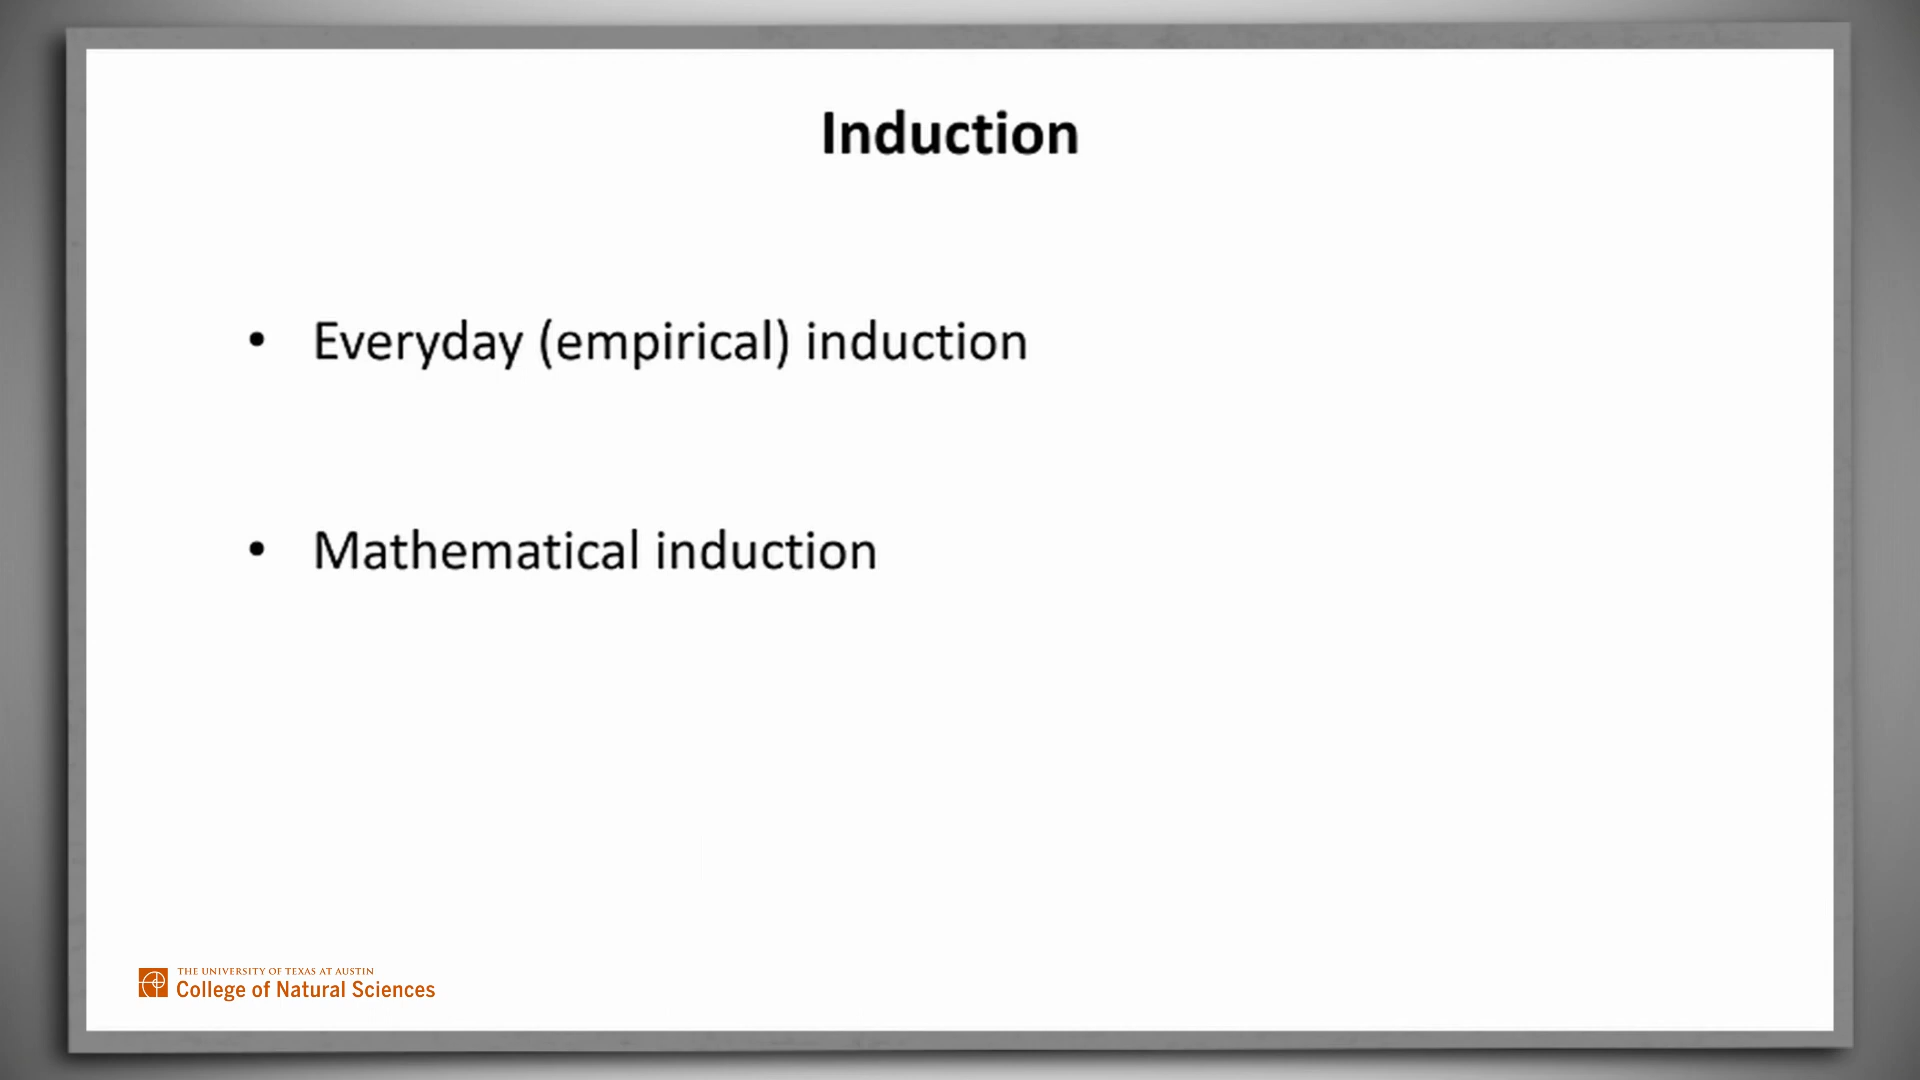 Induction
• Everyday (empirical) induction
• Mathematical induction
THE UNIVERSITY OF TEXAS AT AUSTIN
College of Natural Sciences